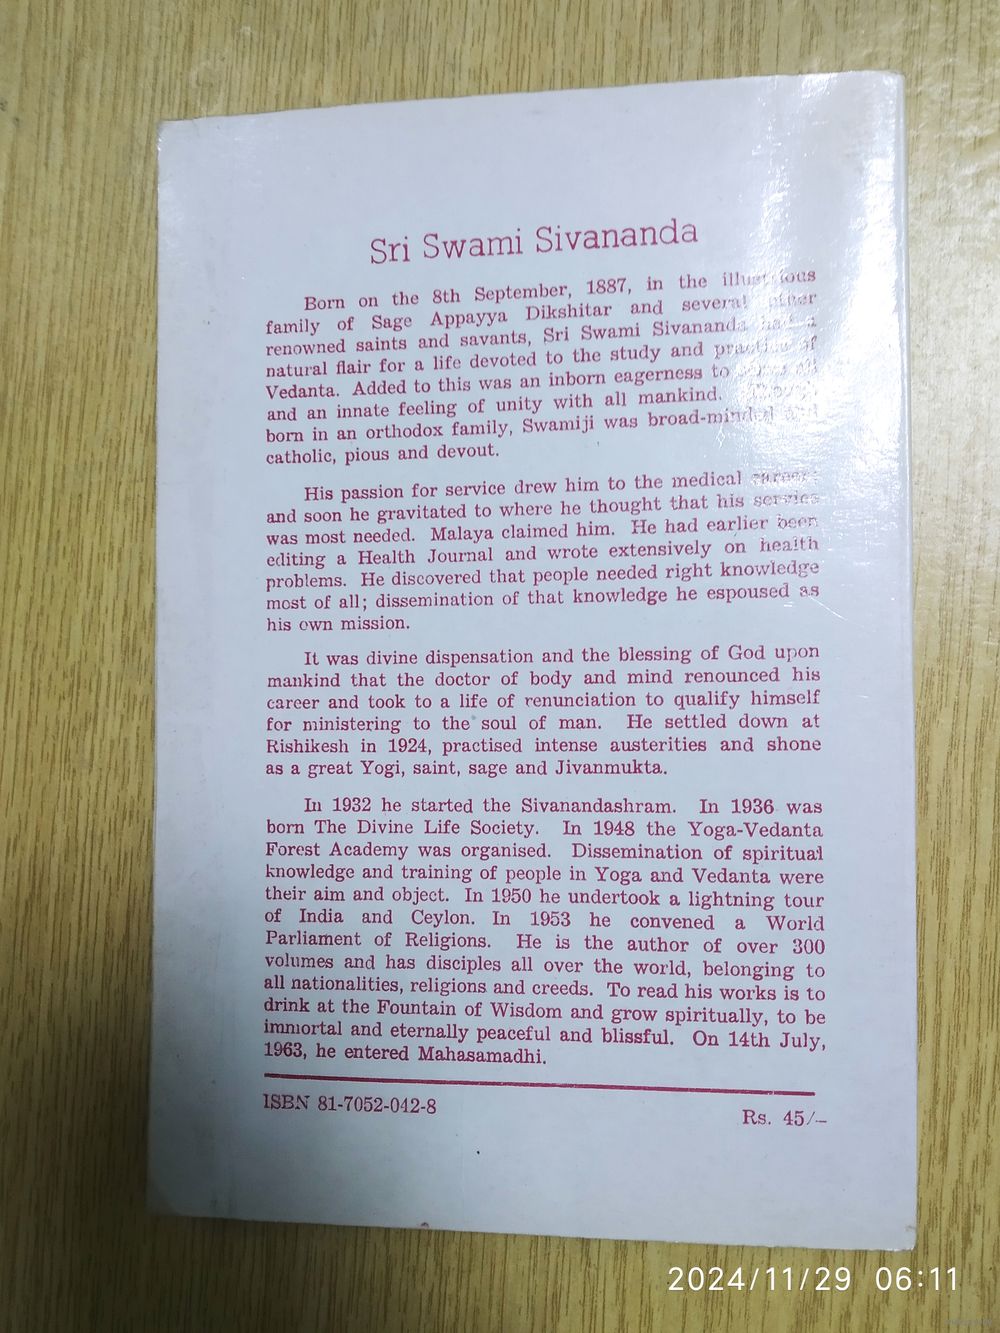 Sri Swami Sivananda
Born on the 8th September, 1887, in the illustrious
family of Sage Appayya Dikshitar and several other
renowned saints and savants, Sri Swami Sivananda had a
natural flair for a life devoted to the study and practice of
Vedanta. Added to this was an inborn eagerness to all
and an innate feeling of unity with all mankind. Though
born in an orthodox family, Swamiji was broad-minded and
catholic, pious and devout.
His passion for service drew him to the medical career;
and soon he gravitated to where he thought that his service
was most needed. Malaya claimed him. He had earlier been
editing a Health Journal and wrote extensively on health
problems. He discovered that people needed right knowledge
most of all; dissemination of that knowledge he espoused as
his own mission.
It was divine dispensation and the blessing of God upon
mankind that the doctor of body and mind renounced his
career and took to a life of renunciation to qualify himself
for ministering to the soul of man. He settled down at
Rishikesh in 1924, practised intense austerities and shone
as a great Yogi, saint, sage and Jivanmukta.
In 1932 he started the Sivanandashram. In 1936 was
born The Divine Life Society. In 1948 the Yoga-Vedanta
Forest Academy was organised. Dissemination of spiritual
knowledge and training of people in Yoga and Vedanta were
their aim and object. In 1950 he undertook a lightning tour
of India and Ceylon. In 1953 he convened a World
Parliament of Religions. He is the author of over 300
volumes and has disciples all over the world, belonging to
all nationalities, religions and creeds. To read his works is to
drink at the Fountain of Wisdom and grow spiritually, to be
immortal and eternally peaceful and blissful. On 14th July,
1963, he entered Mahasamadhi.
ISBN 81-7052-042-8
Rs. 45/-
2024/11/29 06:11